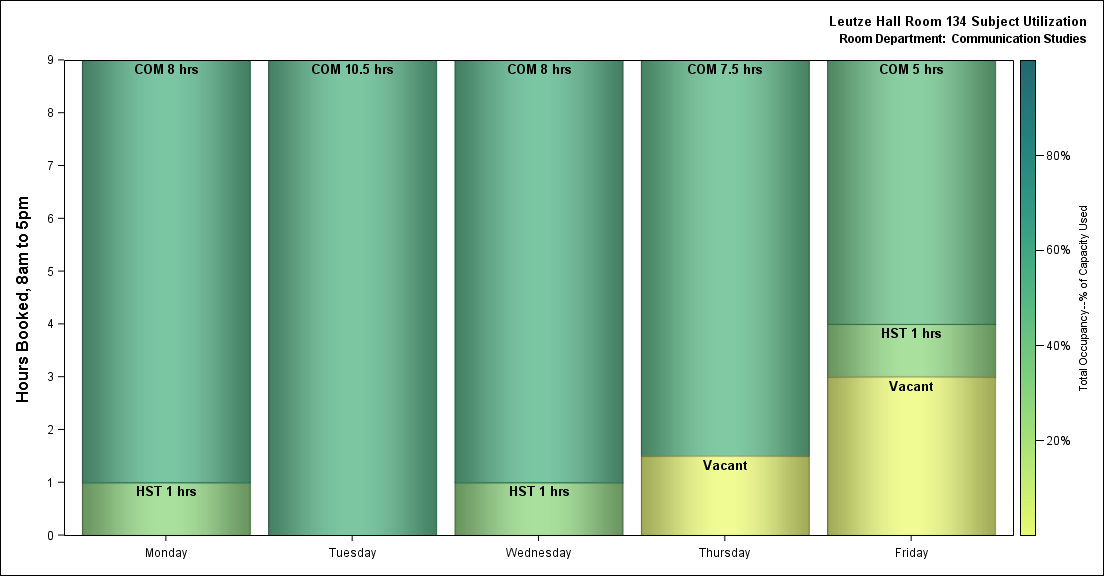 Leutze Hall Room 134 Subject Utilization
Room Department: Communication Studies
Hours Booked, 8am to 5pm
9
8
7
6
5
4
3
2
1
0
COM 8 hrs
HST 1 hrs
COM 10.5 hrs
COM 8 hrs
HST 1 hrs
COM 7.5 hrs
Vacant
COM 5 hrs
HST 1 hrs
Vacant
Monday
Tuesday
Wednesday
Thursday
Friday
80%
60%
40%
20%
Total Occupancy--% of Capacity Used